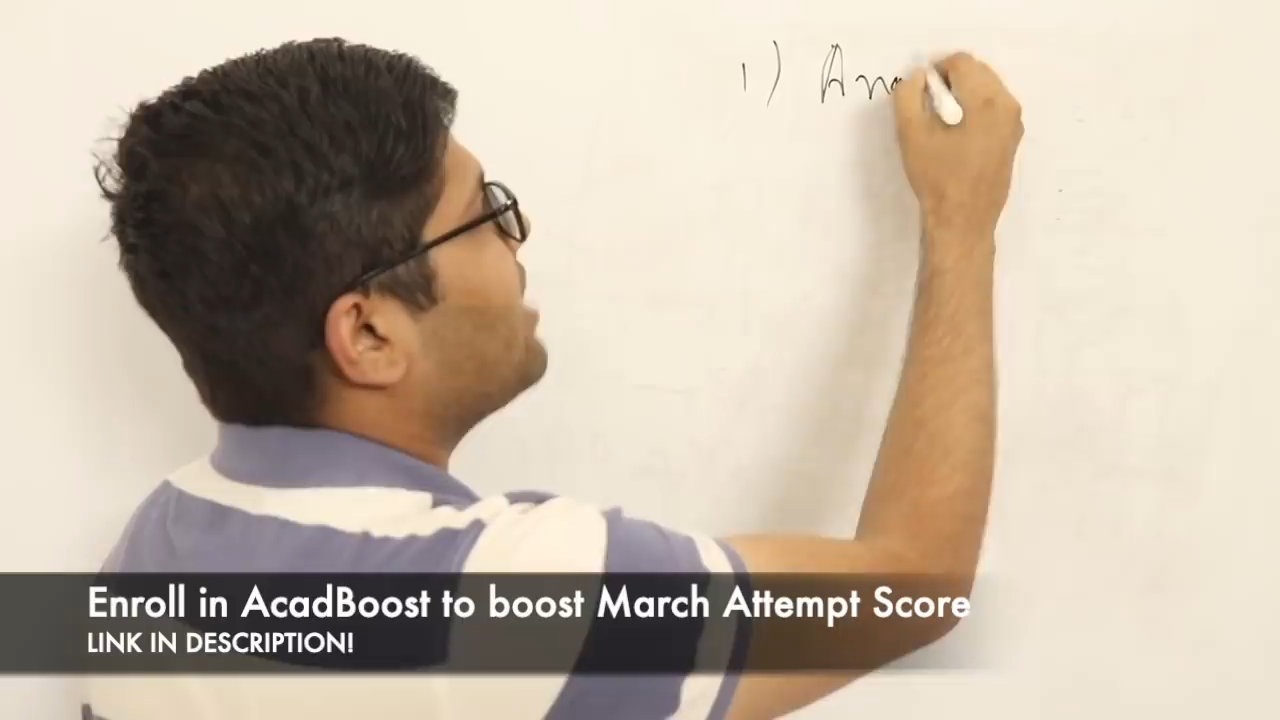 1) An
Enroll in AcadBoost to boost March Attempt Score
LINK IN DESCRIPTION!